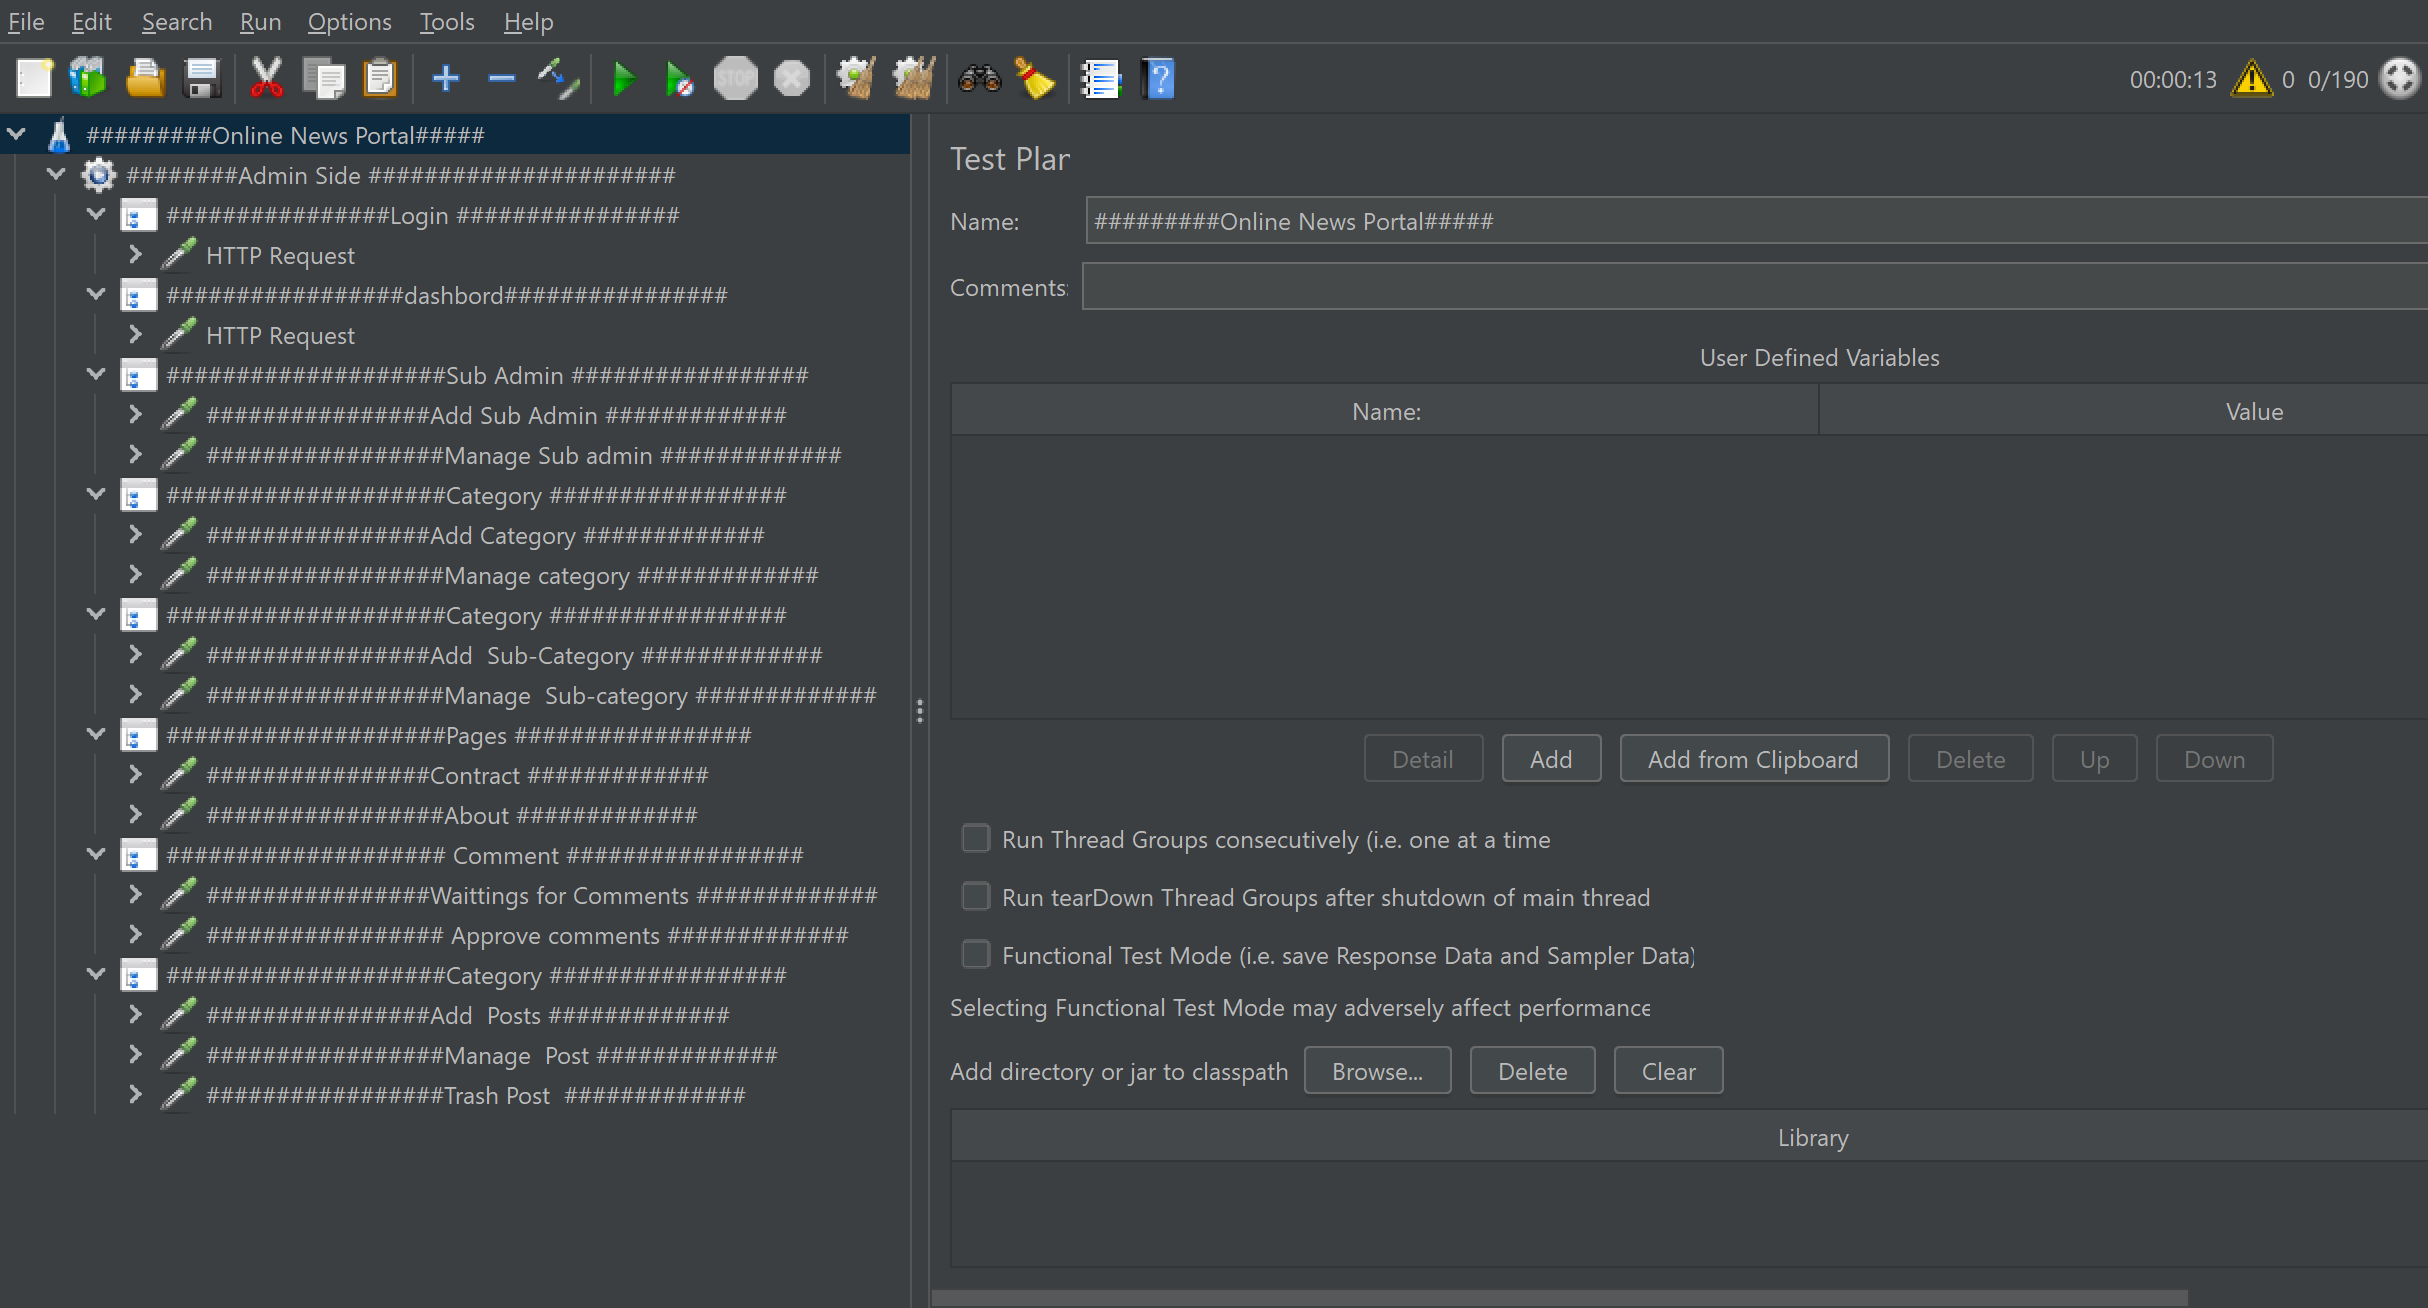 File Edit Search Run Options Tools Help
STOP
00:00:13 0 0/190
#########Online News Portal#####
########Admin Side ######################
################Login ################
HTTP Request
#################dashbord################
HTTP Request
####################Sub Admin #################
################Add Sub Admin #############
#################Manage Sub admin #############
####################Category #################
################Add Category #############
#################Manage category #############
####################Category #################
################Add  Sub-Category #############
#################Manage  Sub-category #############
####################Pages #################
################Contract #############
#################About #############
#################### Comment #################
################Waittings for Comments #############
################# Approve comments #############
####################Category #################
################Add  Posts #############
#################Manage  Post #############
#################Trash Post  #############
Test Plan
Name: #########Online News Portal#####
Comments:
User Defined Variables
Name: Value
Detail Add Add from Clipboard Delete Up Down
Run Thread Groups consecutively (i.e. one at a time
Run tearDown Thread Groups after shutdown of main thread
Functional Test Mode (i.e. save Response Data and Sampler Data)
Selecting Functional Test Mode may adversely affect performance
Add directory or jar to classpath Browse... Delete Clear
Library